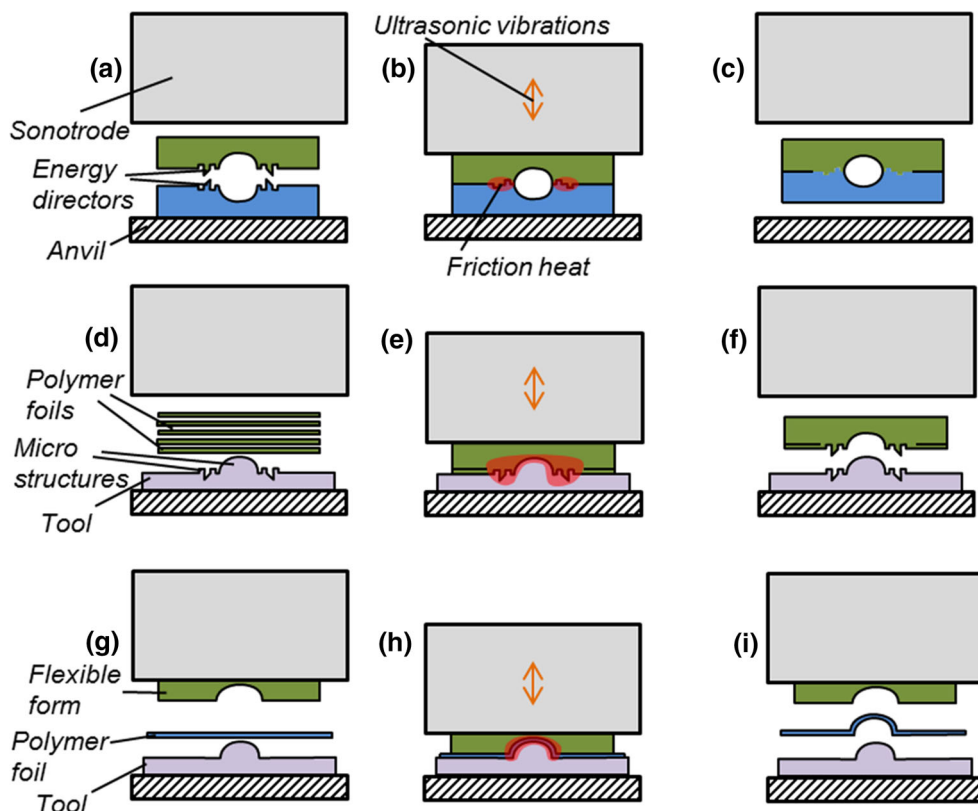 Ultrasonic vibrations
(a)
(b)
(c)
Sonotrode
Energy
directors
Anvil
Friction heat
(d)
(e)
(f)
Polymer
foils
Micro
structures
Tool
(g)
(h)
(i)
Flexible
form
Polymer
foil
Tool